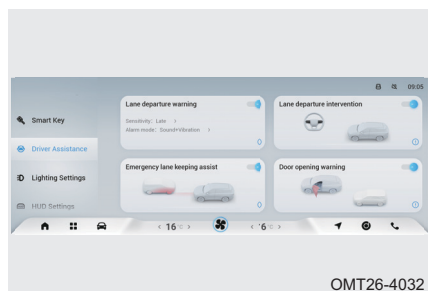 09:05
Smart Key
Driver Assistance
Lighting Settings
HUD Settings
Lane departure warning
Sensitivity: Late >
Alarm mode: Sound+Vibration >
Lane departure intervention
Emergency lane keeping assist
Door opening warning
< 16 >
< 16 >
OMT26-4032